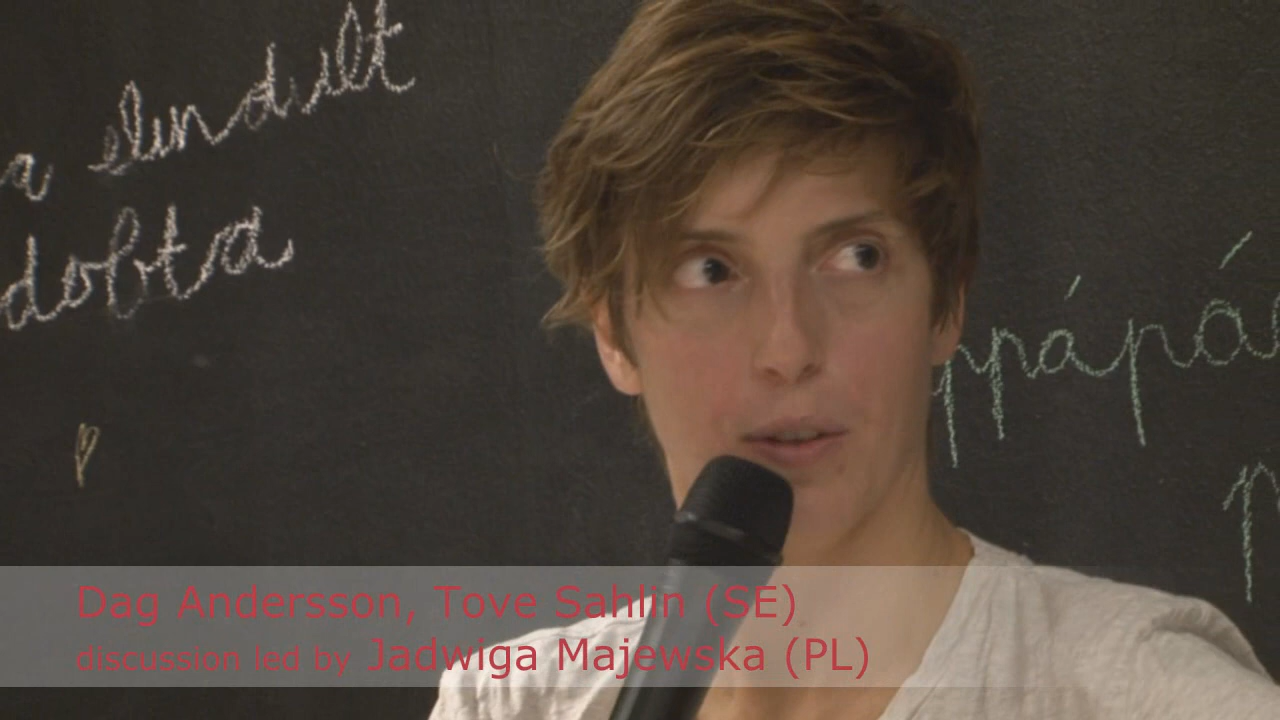 a elindult
dobta
Dag Andersson, Tove Sahlin (SE)
discussion led by Jadwiga Majewska (PL)